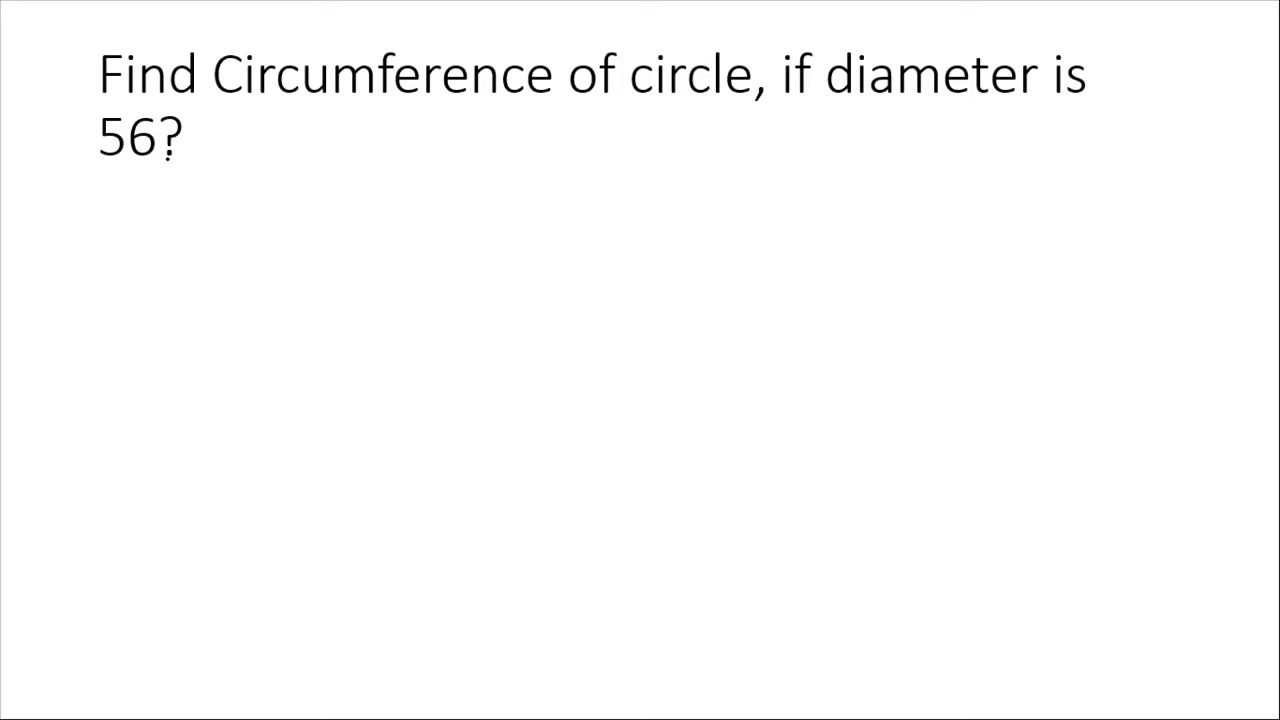 Find Circumference of circle, if diameter is
56?